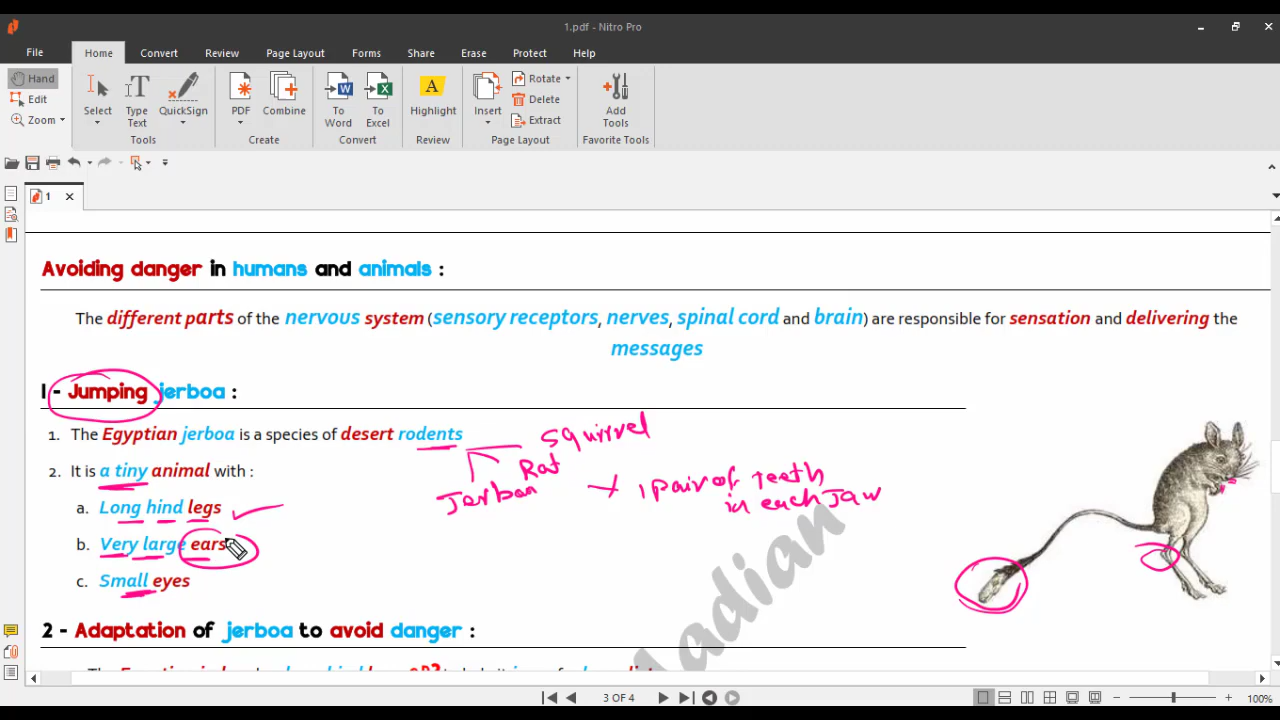 1.pdf - Nitro Pro
File Home Convert Review Page Layout Forms Share Erase Protect Help
Hand
Edit
Zoom
Select
Type Text
QuickSign
Tools
PDF
Combine
Create
To Word
To Excel
Convert
A
Highlight
Review
Insert
Rotate
Delete
Extract
Page Layout
Add Tools
Favorite Tools
1
Avoiding danger in humans and animals :
The different parts of the nervous system (sensory receptors, nerves, spinal cord and brain) are responsible for sensation and delivering the
messages
1 - Jumping jerboa :
1. The Egyptian jerboa is a species of desert rodents
squirrel
Rat
2. It is a tiny animal with :
1 pair of teeth
in each Jaw
a. Long hind legs
b. Very large ears
c. Small eyes
2 - Adaptation of jerboa to avoid danger :
3 OF 4
100%